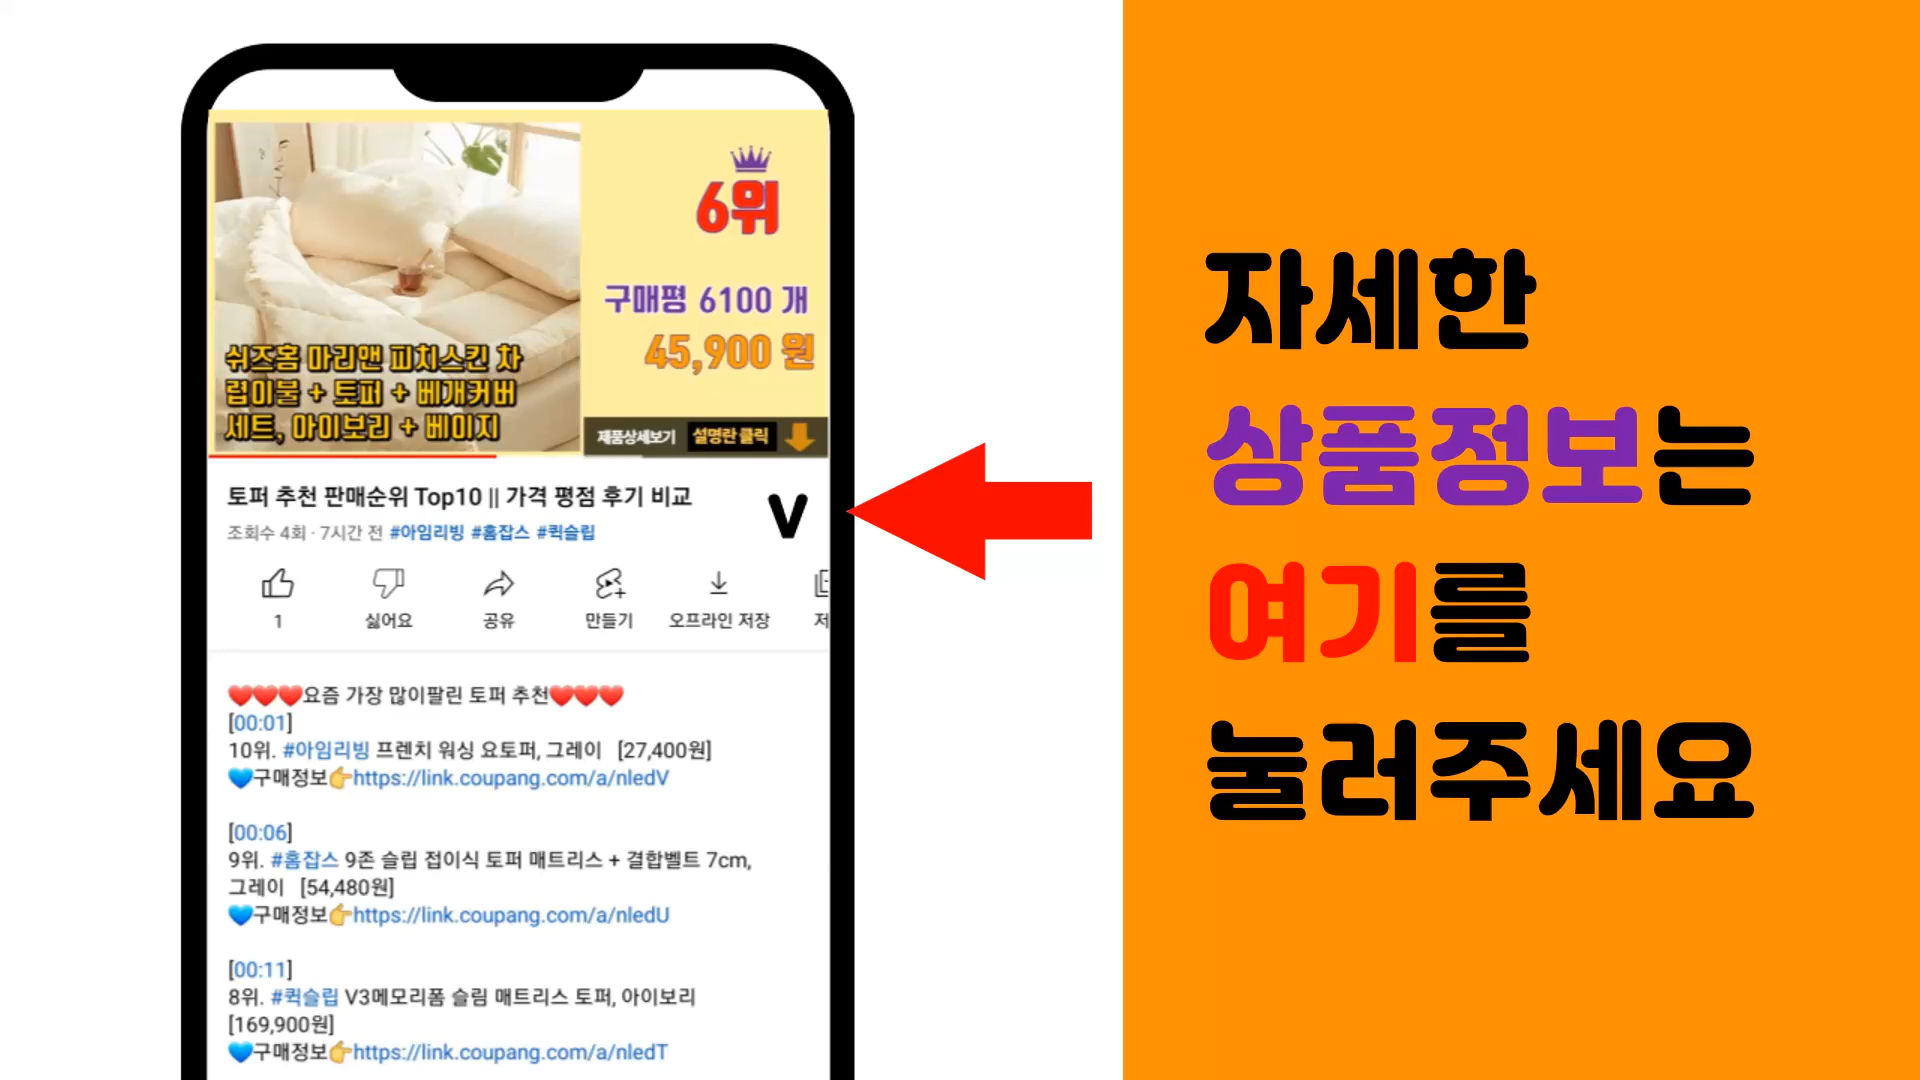 6위
구매평 6100 개
45,900 원
쉬즈홈 마리앤 피치스킨 차
렵이불 + 토퍼 + 베개커버
세트, 아이보리 + 베이지
제품상세보기 설명란 클릭
토퍼 추천 판매순위 Top10 || 가격 평점 후기 비교
V
조회수 4회 · 7시간 전 #아임리빙 #홈잡스 #퀵슬립
1 싫어요 공유 만들기 오프라인 저장 저
❤️❤️❤️요즘 가장 많이팔린 토퍼 추천❤️❤️❤️
[00:01]
10위. #아임리빙 프렌치 워싱 요토퍼, 그레이 [27,400원]
💙구매정보👉https://link.coupang.com/a/nledV
[00:06]
9위. #홈잡스 9존 슬립 접이식 토퍼 매트리스 + 결합벨트 7cm,
그레이 [54,480원]
💙구매정보👉https://link.coupang.com/a/nledU
[00:11]
8위. #퀵슬립 V3메모리폼 슬림 매트리스 토퍼, 아이보리
[169,900원]
💙구매정보👉https://link.coupang.com/a/nledT
자세한
상품정보는
여기를
눌러주세요